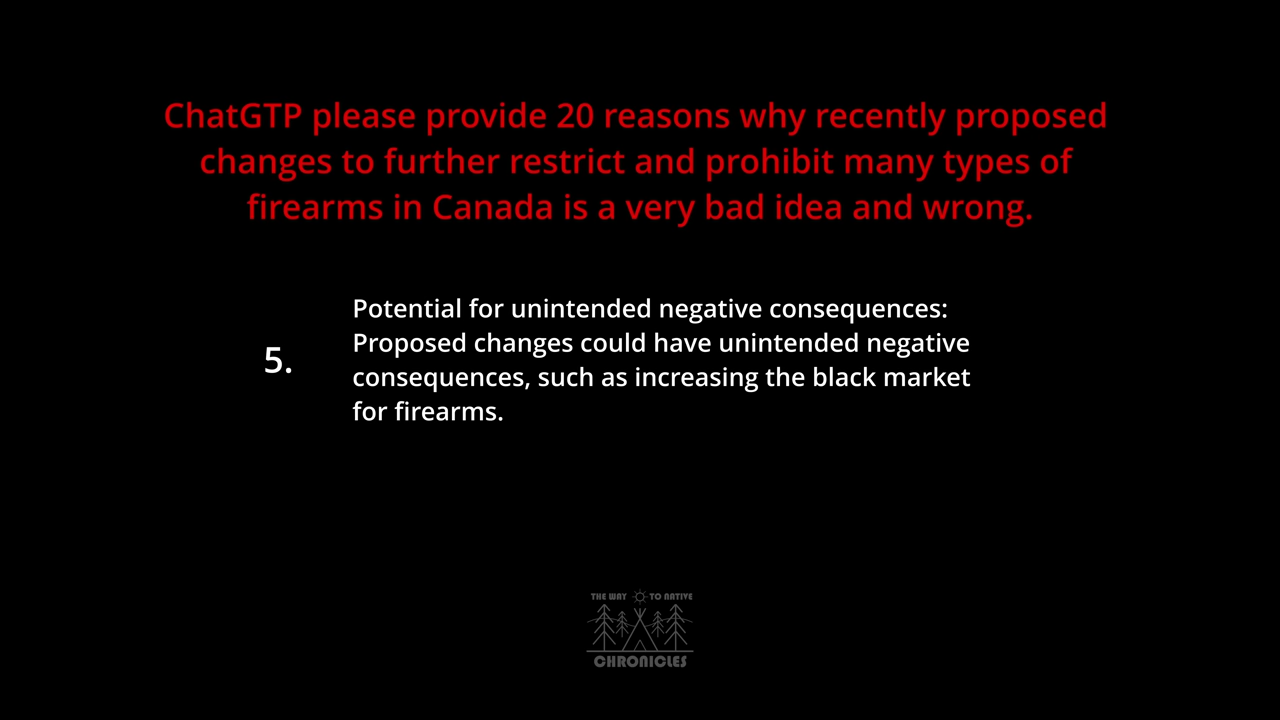 ChatGTP please provide 20 reasons why recently proposed
changes to further restrict and prohibit many types of
firearms in Canada is a very bad idea and wrong.
5.
Potential for unintended negative consequences:
Proposed changes could have unintended negative
consequences, such as increasing the black market
for firearms.
THE WAY TO NATIVE
CHRONICLES